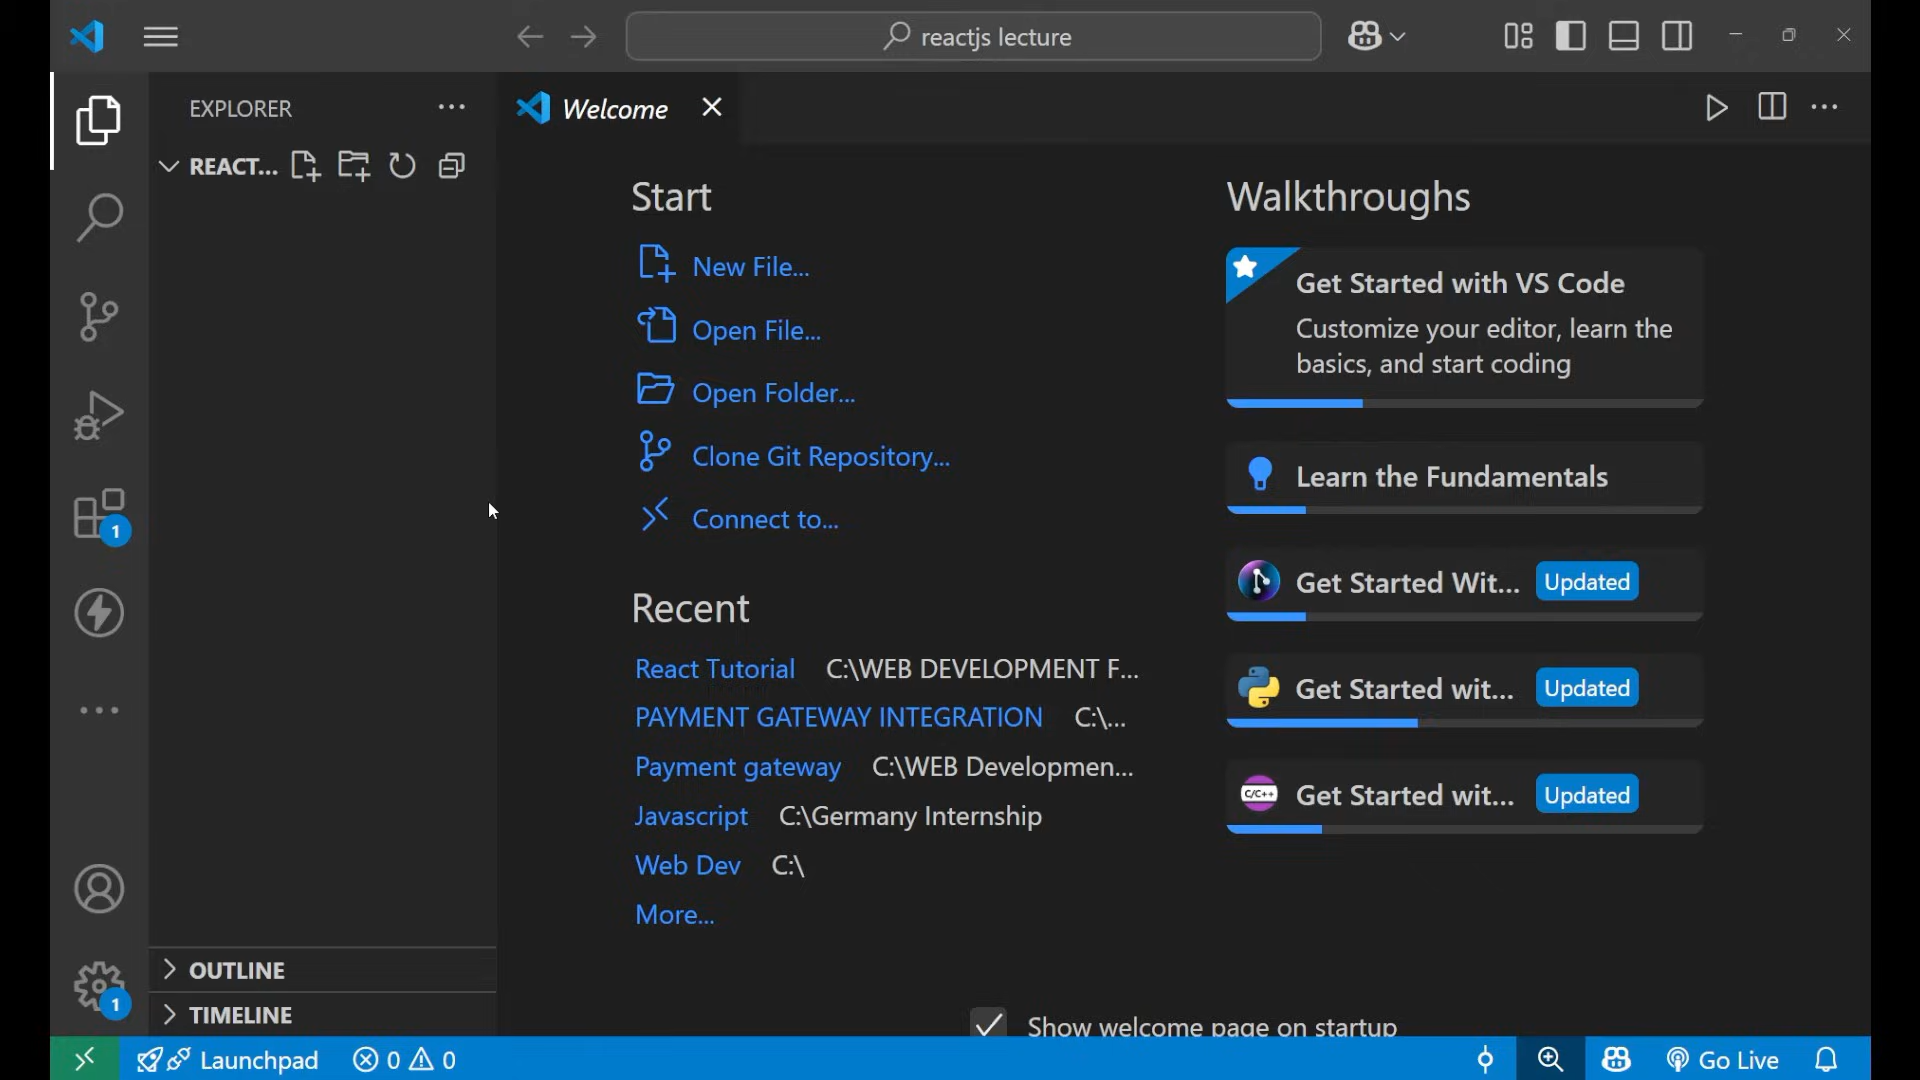 reactjs lecture
EXPLORER
Welcome
REACT...
Start
New File...
Open File...
Open Folder...
Clone Git Repository...
Connect to...
Recent
React Tutorial C:\WEB DEVELOPMENT F...
PAYMENT GATEWAY INTEGRATION C:\...
Payment gateway C:\WEB Developmen...
Javascript C:\Germany Internship
Web Dev C:\
More...
Walkthroughs
Get Started with VS Code
Customize your editor, learn the
basics, and start coding
Learn the Fundamentals
Get Started Wit... Updated
Get Started wit... Updated
C/C++ Get Started wit... Updated
1
1
OUTLINE
TIMELINE
Show welcome page on startup
Launchpad 0 0 Go Live